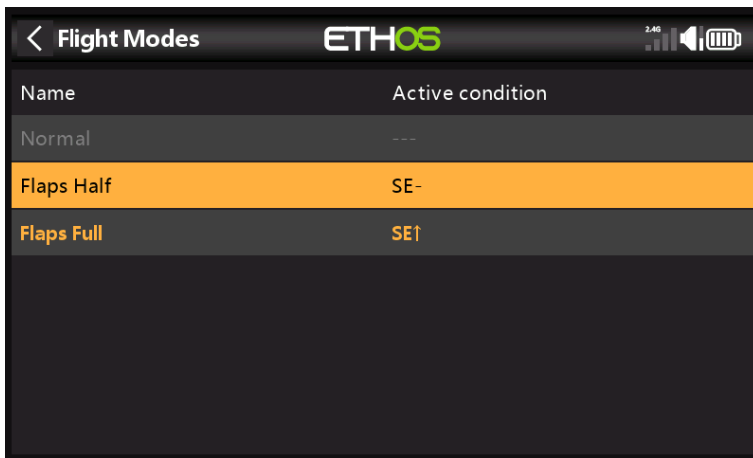 Flight Modes ETHOS 2.4G
Name Active condition
Normal ---
Flaps Half SE-
Flaps Full SE↑